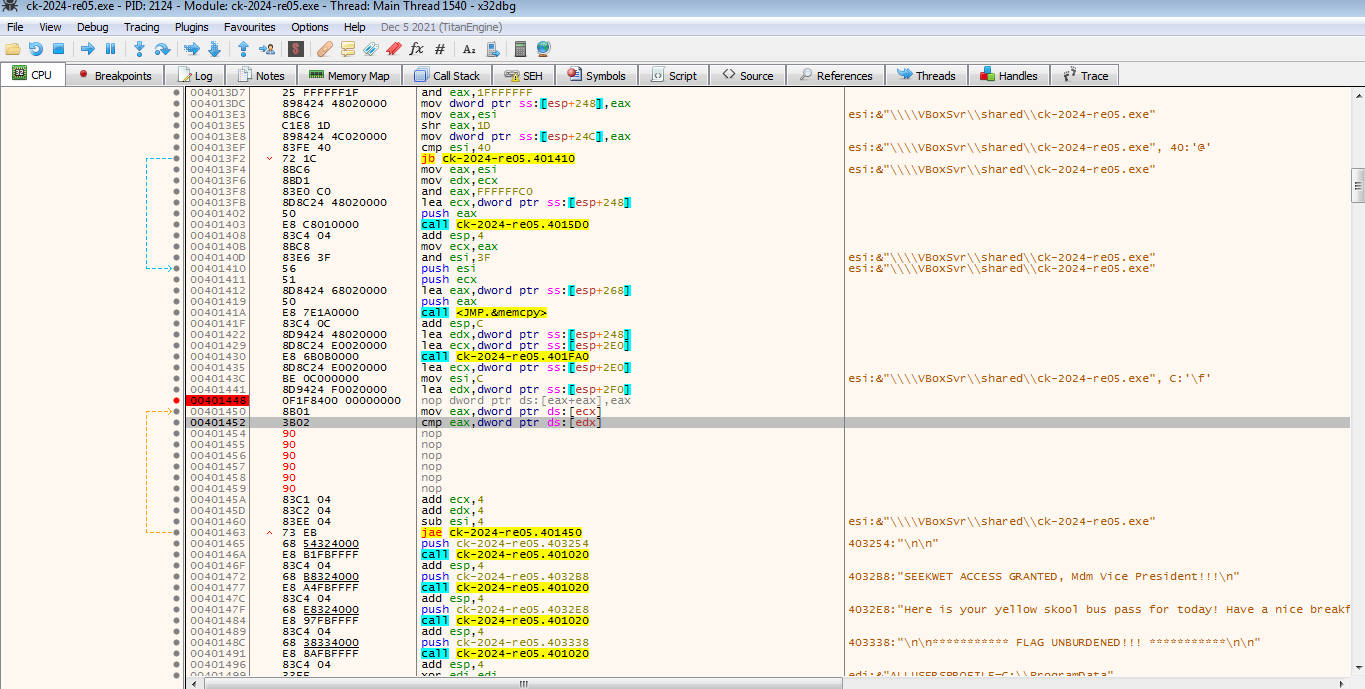 ck-2024-re05.exe - PID: 2124 - Module: ck-2024-re05.exe - Thread: Main Thread 1540 - x32dbg
File View Debug Tracing Plugins Favourites Options Help Dec 5 2021 (TitanEngine)
CPU Breakpoints Log Notes Memory Map Call Stack SEH Symbols Script Source References Threads Handles Trace
004013D7 25 FFFFFF1F and eax,1FFFFFFF
004013DC 898424 48020000 mov dword ptr ss:[esp+248],eax
004013E3 8BC6 mov eax,esi esi:&"\\\\VBoxSvr\\shared\\ck-2024-re05.exe"
004013E5 C1E8 1D shr eax,1D
004013E8 898424 4C020000 mov dword ptr ss:[esp+24C],eax
004013EF 83FE 40 cmp esi,40 esi:&"\\\\VBoxSvr\\shared\\ck-2024-re05.exe", 40:'@'
004013F2 72 1C jb ck-2024-re05.401410
004013F4 8BC6 mov eax,esi esi:&"\\\\VBoxSvr\\shared\\ck-2024-re05.exe"
004013F6 8BD1 mov edx,ecx
004013F8 83E0 C0 and eax,FFFFFFC0
004013FB 8D8C24 48020000 lea ecx,dword ptr ss:[esp+248]
00401402 50 push eax
00401403 E8 C8010000 call ck-2024-re05.4015D0
00401408 83C4 04 add esp,4
0040140B 8BC8 mov ecx,eax
0040140D 83E6 3F and esi,3F esi:&"\\\\VBoxSvr\\shared\\ck-2024-re05.exe"
00401410 56 push esi esi:&"\\\\VBoxSvr\\shared\\ck-2024-re05.exe"
00401411 51 push ecx
00401412 8D8424 68020000 lea eax,dword ptr ss:[esp+268]
00401419 50 push eax
0040141A E8 7E1A0000 call <JMP.&memcpy>
0040141F 83C4 0C add esp,C
00401422 8D9424 48020000 lea edx,dword ptr ss:[esp+248]
00401429 8D8C24 E0020000 lea ecx,dword ptr ss:[esp+2E0]
00401430 E8 6B0B0000 call ck-2024-re05.401FA0
00401435 8D8C24 E0020000 lea ecx,dword ptr ss:[esp+2E0]
0040143C BE 0C000000 mov esi,C esi:&"\\\\VBoxSvr\\shared\\ck-2024-re05.exe", C:'\f'
00401441 8D9424 F0020000 lea edx,dword ptr ss:[esp+2F0]
00401448 0F1F8400 00000000 nop dword ptr ds:[eax+eax],eax
00401450 8B01 mov eax,dword ptr ds:[ecx]
00401452 3B02 cmp eax,dword ptr ds:[edx]
00401454 90 nop
00401455 90 nop
00401456 90 nop
00401457 90 nop
00401458 90 nop
00401459 90 nop
0040145A 83C1 04 add ecx,4
0040145D 83C2 04 add edx,4
00401460 83EE 04 sub esi,4 esi:&"\\\\VBoxSvr\\shared\\ck-2024-re05.exe"
00401463 73 EB jae ck-2024-re05.401450
00401465 68 54324000 push ck-2024-re05.403254 403254:"\n\n"
0040146A E8 B1FBFFFF call ck-2024-re05.401020
0040146F 83C4 04 add esp,4
00401472 68 B8324000 push ck-2024-re05.4032B8 4032B8:"SEEKWET ACCESS GRANTED, Mdm Vice President!!!\n"
00401477 E8 A4FBFFFF call ck-2024-re05.401020
0040147C 83C4 04 add esp,4
0040147F 68 E8324000 push ck-2024-re05.4032E8 4032E8:"Here is your yellow skool bus pass for today! Have a nice breakf
00401484 E8 97FBFFFF call ck-2024-re05.401020
00401489 83C4 04 add esp,4
0040148C 68 38334000 push ck-2024-re05.403338 403338:"\n\n*********** FLAG UNBURDENED!!! ***********\n\n"
00401491 E8 8AFBFFFF call ck-2024-re05.401020
00401496 83C4 04 add esp,4
00401499 33FF xor edi,edi edi:&"ALLUSERSPROFILE=C:\\ProgramData"